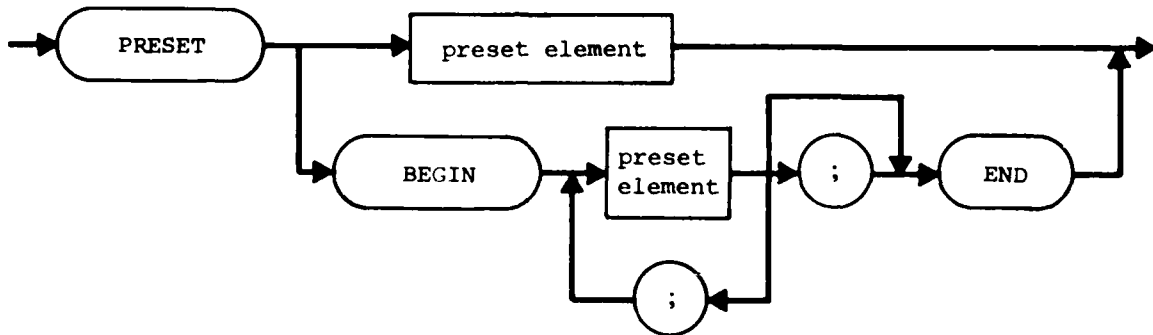 PRESET
preset element
BEGIN
preset
element
;
END
;